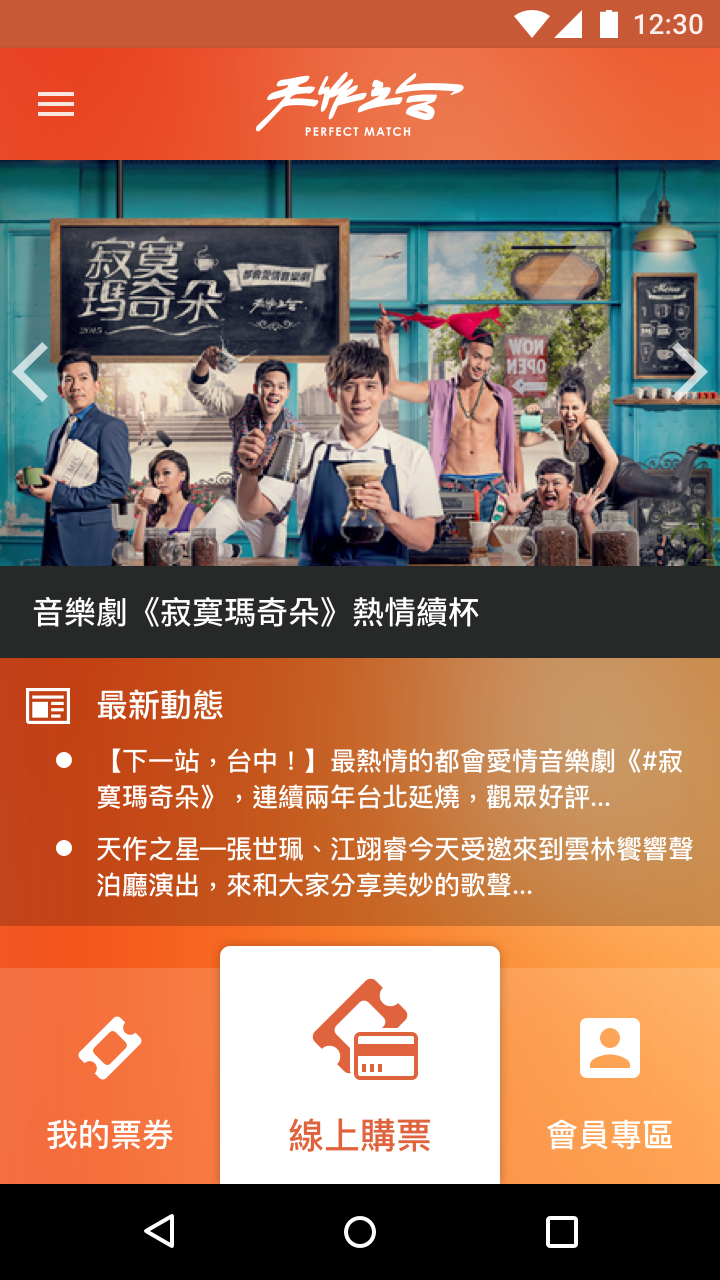 12:30
天作之合
PERFECT MATCH
寂寞
瑪奇朵
都會愛情音樂劇
天作之合
2015
Menu
NOW
OPEN
TIMES
音樂劇《寂寞瑪奇朵》熱情續杯
最新動態
【下一站，台中！】最熱情的都會愛情音樂劇《#寂
寞瑪奇朵》，連續兩年台北延燒，觀眾好評...
天作之星—張世珮、江翊睿今天受邀來到雲林饗響聲
泊廳演出，來和大家分享美妙的歌聲...
我的票券
線上購票
會員專區